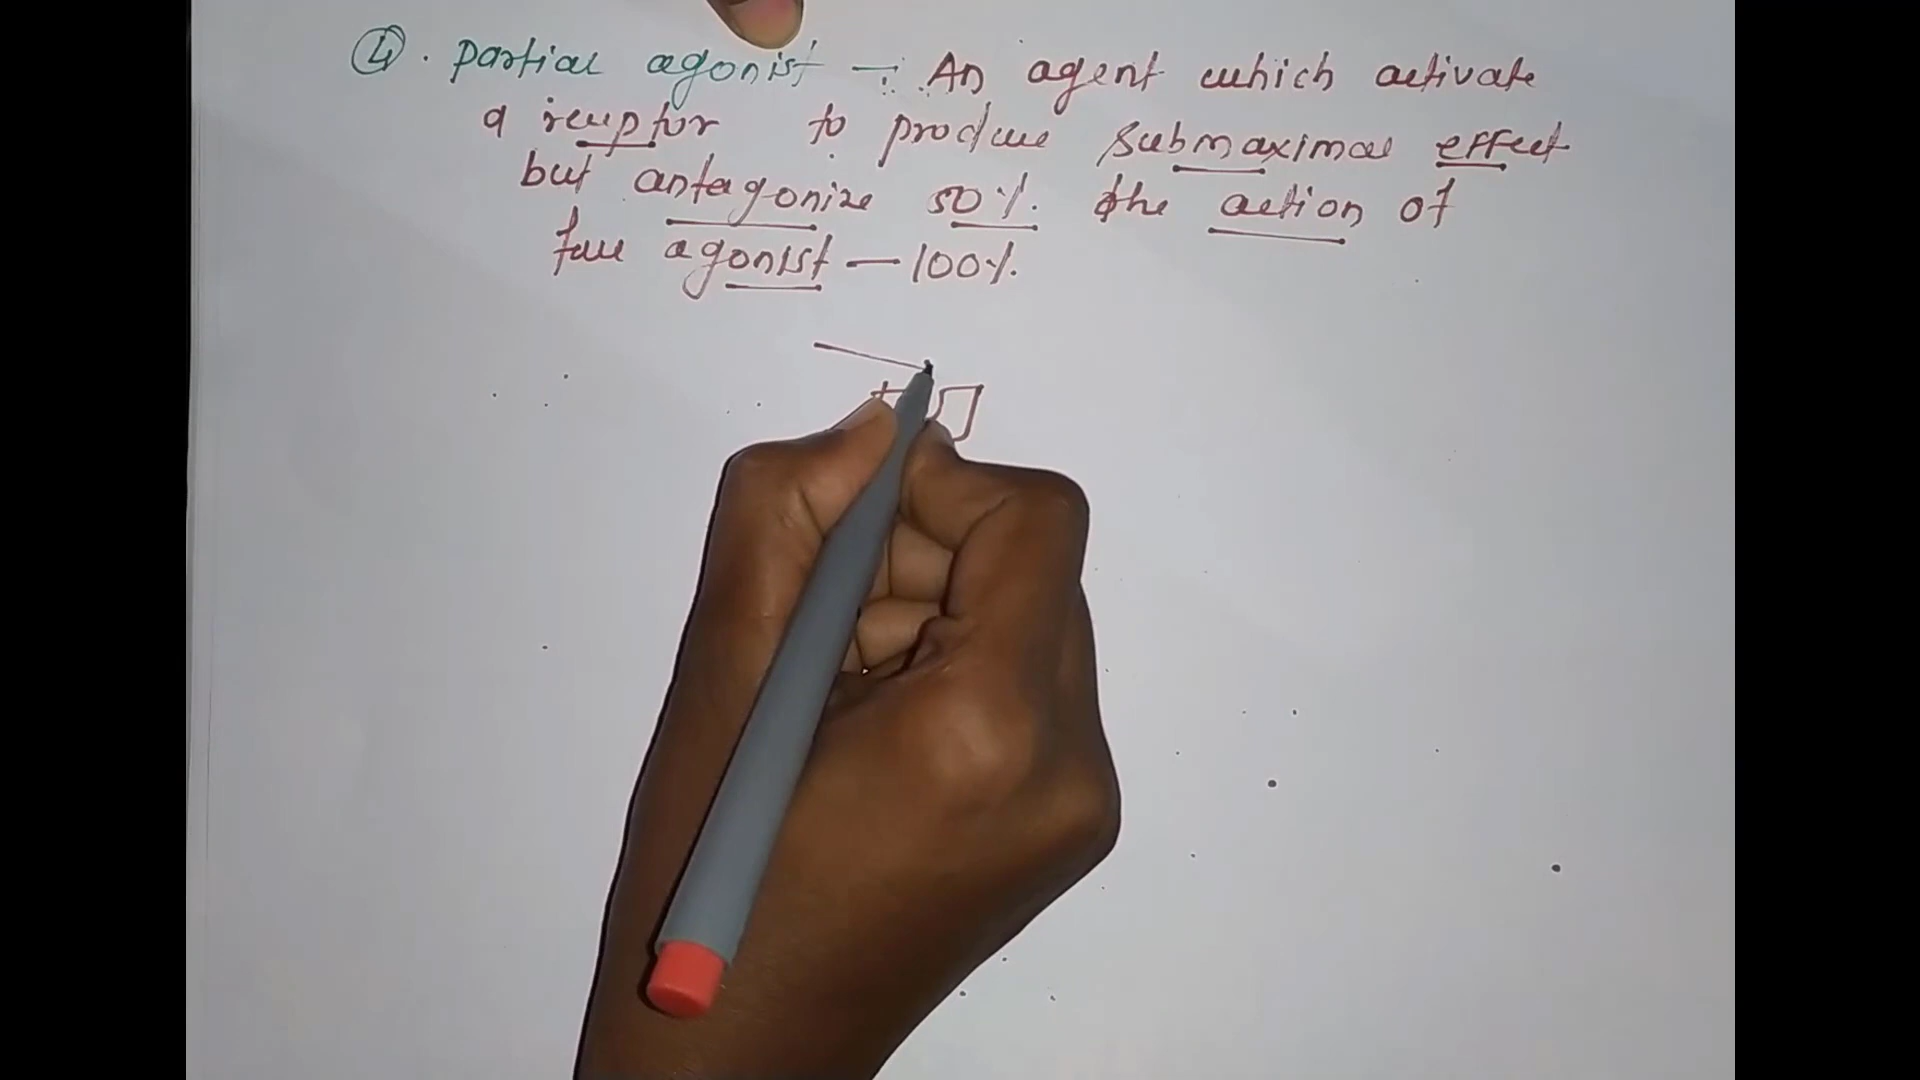 4. Partial agonist - : An agent which activate
a receptor to produce submaximal effect
but antagonize 50%. the action of
full agonist - 100%.